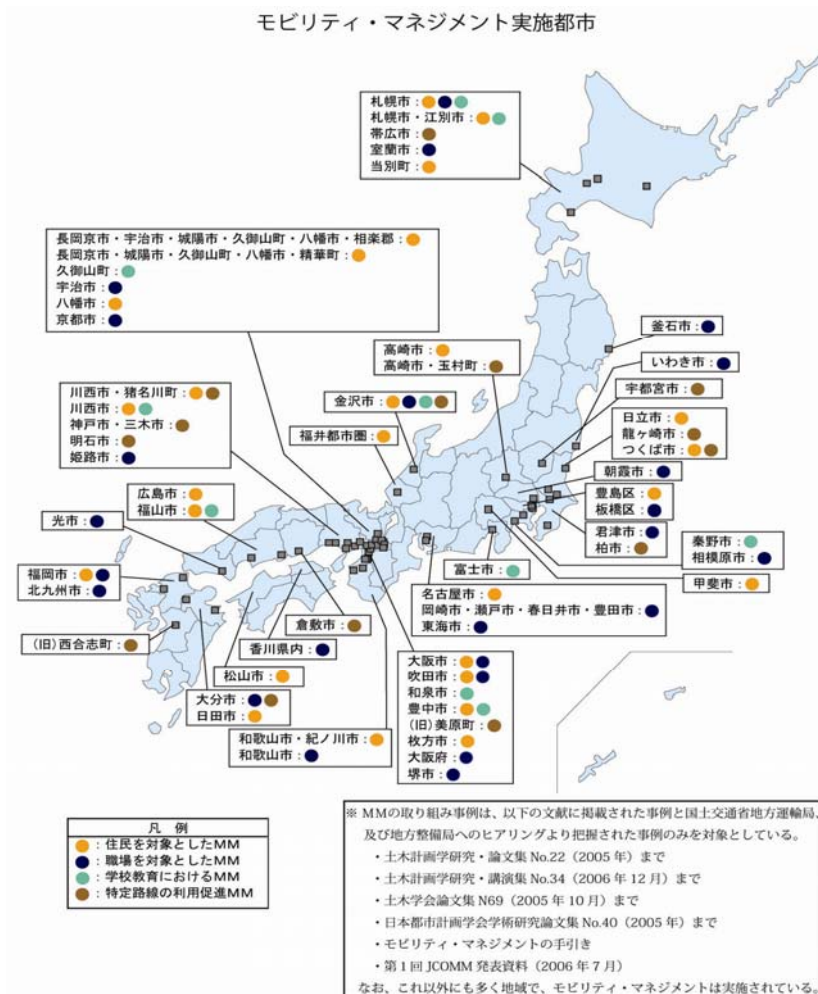 モビリティ・マネジメント実施都市
札幌市：
札幌市・江別市：
帯広市：
室蘭市：
当別町：
長岡京市・宇治市・城陽市・久御山町・八幡市・相楽郡：
長岡京市・城陽市・久御山町・八幡市・精華町：
久御山町：
宇治市：
八幡市：
京都市：
釜石市：
高崎市：
高崎市・玉村町：
いわき市：
宇都宮市：
川西市・猪名川町：
川西市：
神戸市・三木市：
明石市：
姫路市：
金沢市：
福井都市圏：
日立市：
龍ヶ崎市：
つくば市：
朝霞市：
広島市：
福山市：
豊島区：
板橋区：
光市：
君津市：
柏市：
秦野市：
相模原市：
福岡市：
北九州市：
富士市：
甲斐市：
名古屋市：
岡崎市・瀬戸市・春日井市・豊田市：
東海市：
倉敷市：
(旧)西合志町：
香川県内：
松山市：
大阪市：
吹田市：
和泉市：
豊中市：
(旧)美原町：
枚方市：
大阪府：
堺市：
大分市：
日田市：
和歌山市・紀ノ川市：
和歌山市：
凡 例
：住民を対象としたMM
：職場を対象としたMM
：学校教育におけるMM
：特定路線の利用促進MM
※ MMの取り組み事例は、以下の文献に掲載された事例と国土交通省地方運輸局、
及び地方整備局へのヒアリングより把握された事例のみを対象としている。
・土木計画学研究・論文集 No.22（2005 年）まで
・土木計画学研究・講演集 No.34（2006 年 12 月）まで
・土木学会論文集 N69（2005 年 10 月）まで
・日本都市計画学会学術研究論文集 No.40（2005 年）まで
・モビリティ・マネジメントの手引き
・第 1 回 JCOMM 発表資料（2006 年 7 月）
なお、これ以外にも多く地域で、モビリティ・マネジメントは実施されている。